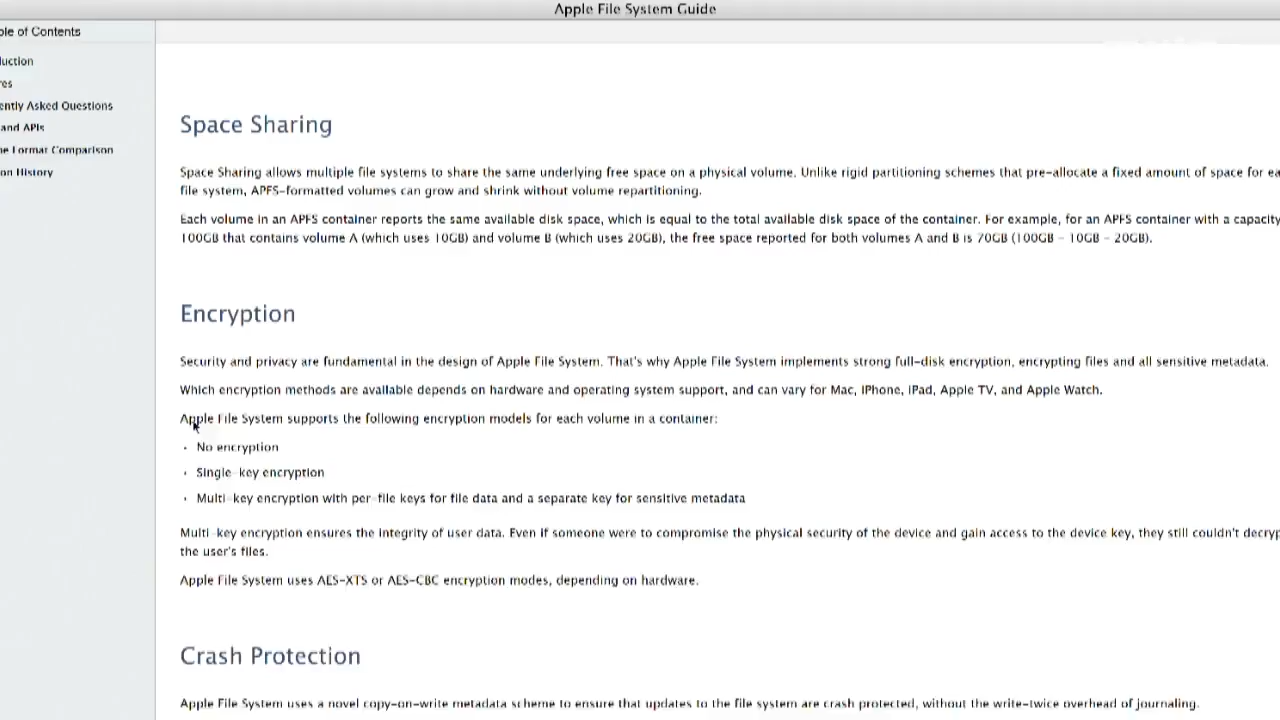 Apple File System Guide
ble of Contents
luction
res
ently Asked Questions
and APIs
me Format Comparison
on History
Space Sharing
Space Sharing allows multiple file systems to share the same underlying free space on a physical volume. Unlike rigid partitioning schemes that pre-allocate a fixed amount of space for ea
file system, APFS-formatted volumes can grow and shrink without volume repartitioning.
Each volume in an APFS container reports the same available disk space, which is equal to the total available disk space of the container. For example, for an APFS container with a capacity
100GB that contains volume A (which uses 10GB) and volume B (which uses 20GB), the free space reported for both volumes A and B is 70GB (100GB - 10GB - 20GB).
Encryption
Security and privacy are fundamental in the design of Apple File System. That's why Apple File System implements strong full-disk encryption, encrypting files and all sensitive metadata.
Which encryption methods are available depends on hardware and operating system support, and can vary for Mac, iPhone, iPad, Apple TV, and Apple Watch.
Apple File System supports the following encryption models for each volume in a container:
· No encryption
· Single-key encryption
· Multi-key encryption with per-file keys for file data and a separate key for sensitive metadata
Multi-key encryption ensures the integrity of user data. Even if someone were to compromise the physical security of the device and gain access to the device key, they still couldn't decryp
the user's files.
Apple File System uses AES-XTS or AES-CBC encryption modes, depending on hardware.
Crash Protection
Apple File System uses a novel copy-on-write metadata scheme to ensure that updates to the file system are crash protected, without the write-twice overhead of journaling.